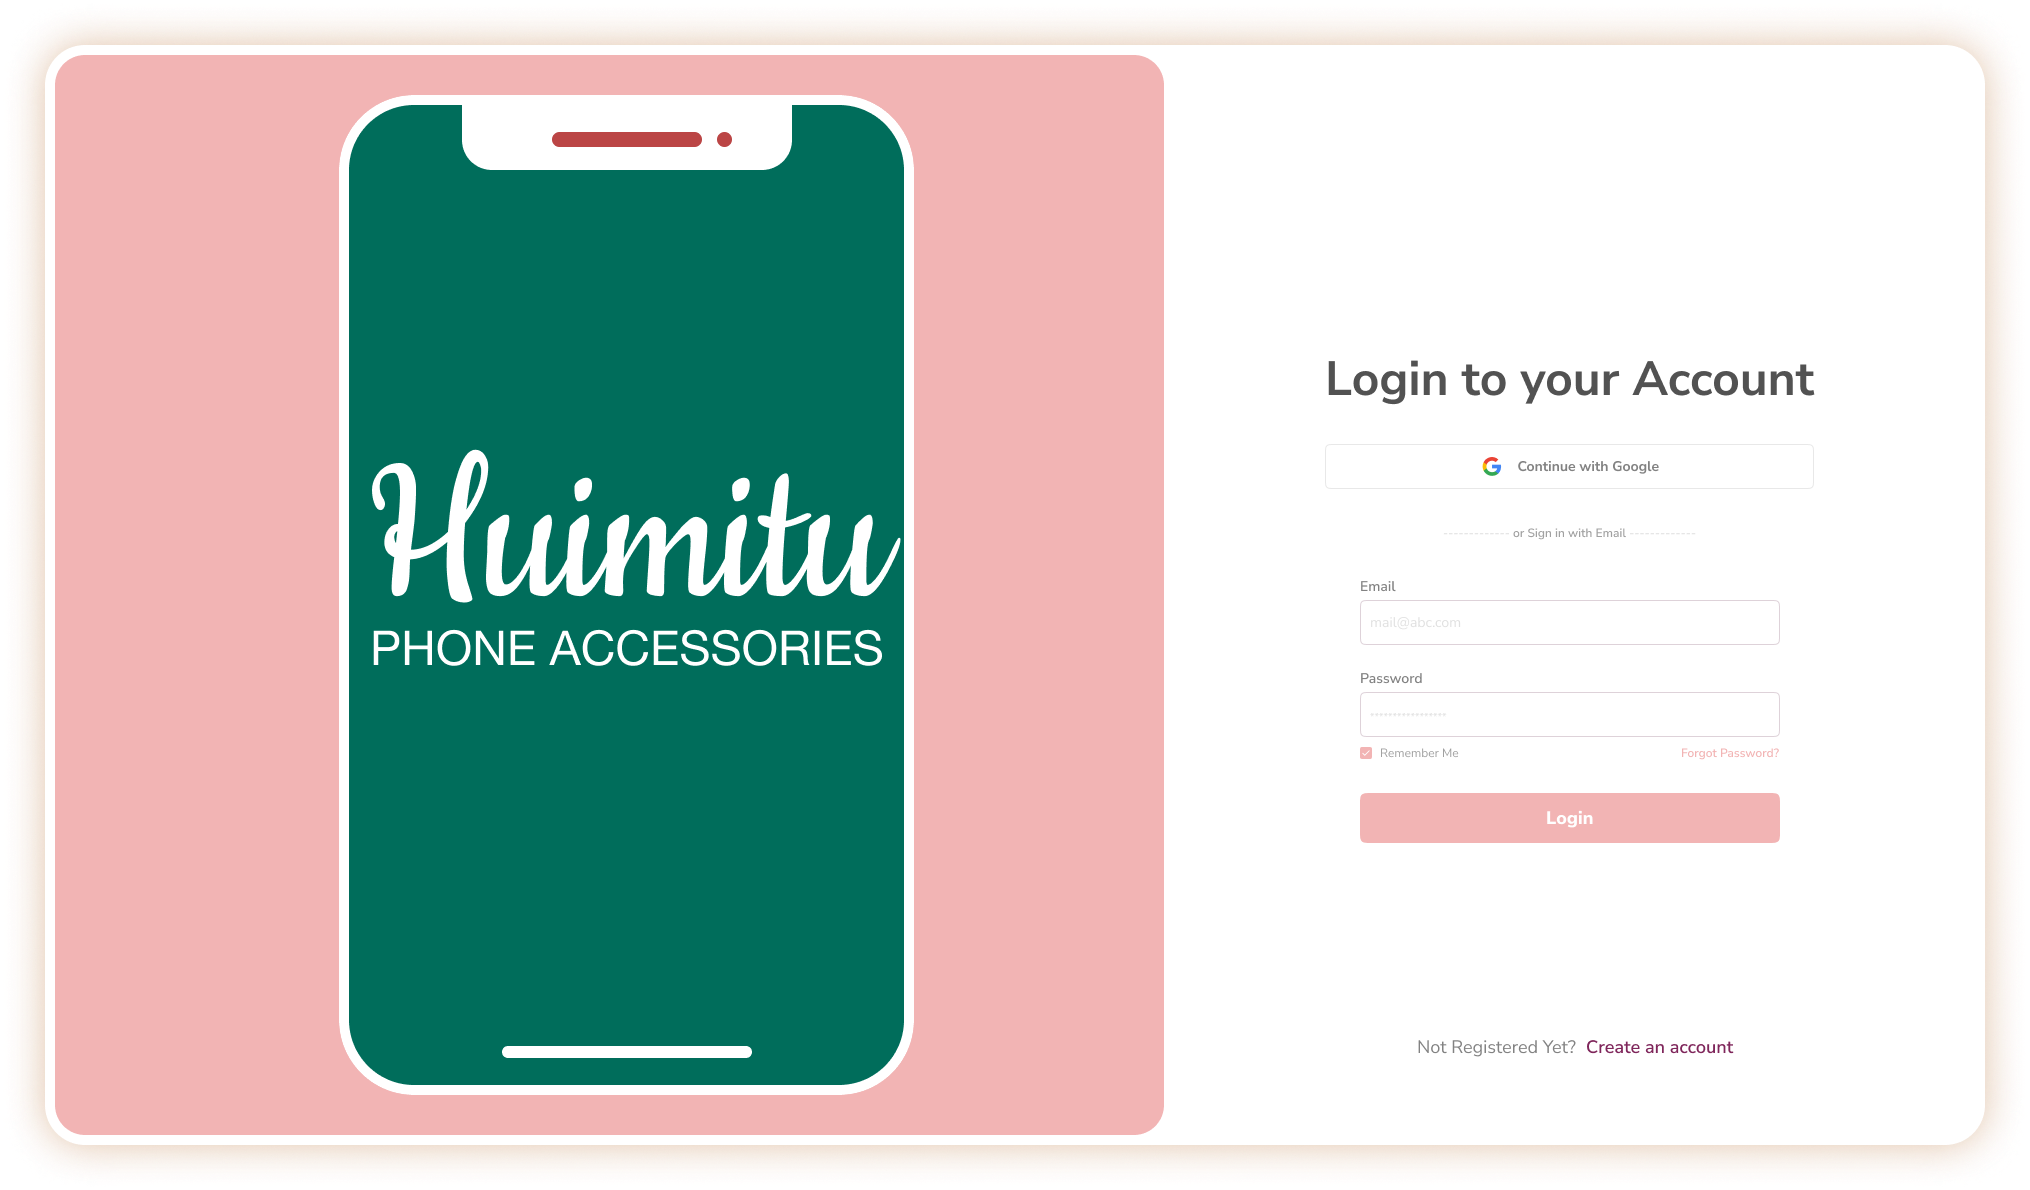 Huimitu
PHONE ACCESSORIES
Login to your Account
Continue with Google
------------- or Sign in with Email -------------
Email
mail@abc.com
Password
*****************
Remember Me
Forgot Password?
Login
Not Registered Yet? Create an account